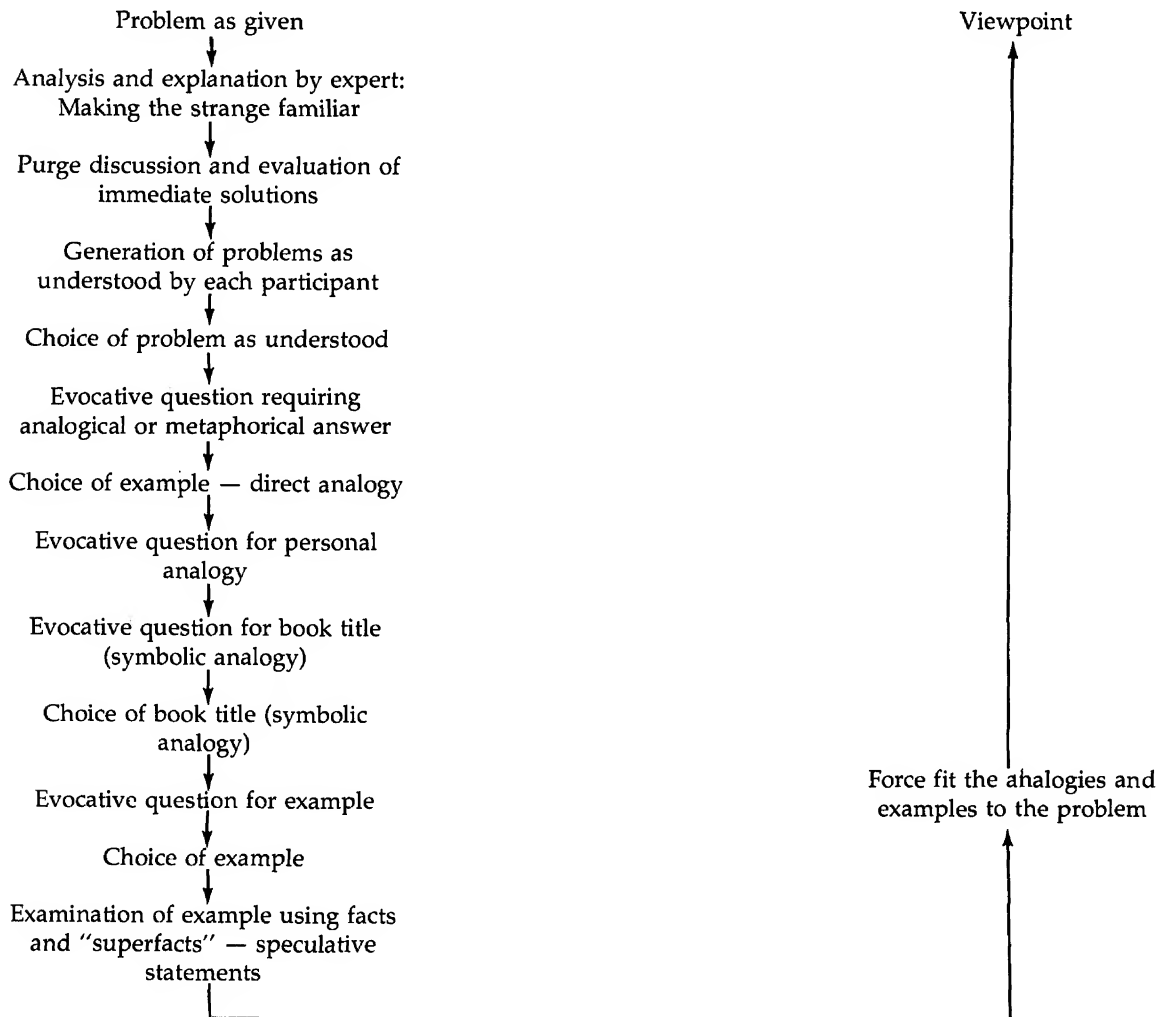 Problem as given
Analysis and explanation by expert:
Making the strange familiar
Purge discussion and evaluation of
immediate solutions
Generation of problems as
understood by each participant
Choice of problem as understood
Evocative question requiring
analogical or metaphorical answer
Choice of example — direct analogy
Evocative question for personal
analogy
Evocative question for book title
(symbolic analogy)
Choice of book title (symbolic
analogy)
Evocative question for example
Choice of example
Examination of example using facts
and "superfacts" — speculative
statements
Viewpoint
Force fit the ahalogies and
examples to the problem